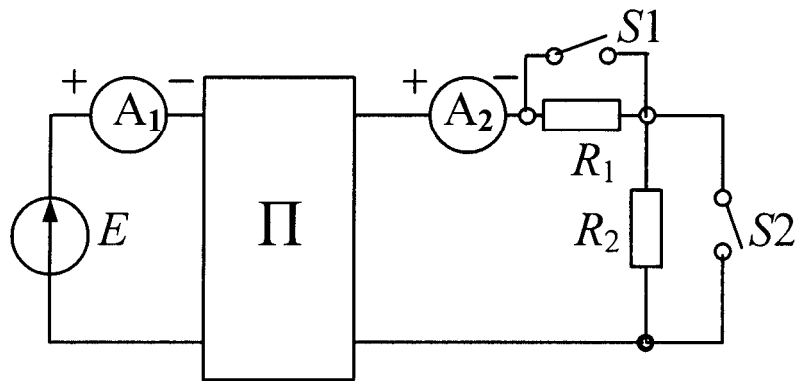 S1
+ A1 − + A2 −
R1
П
E R2 S2